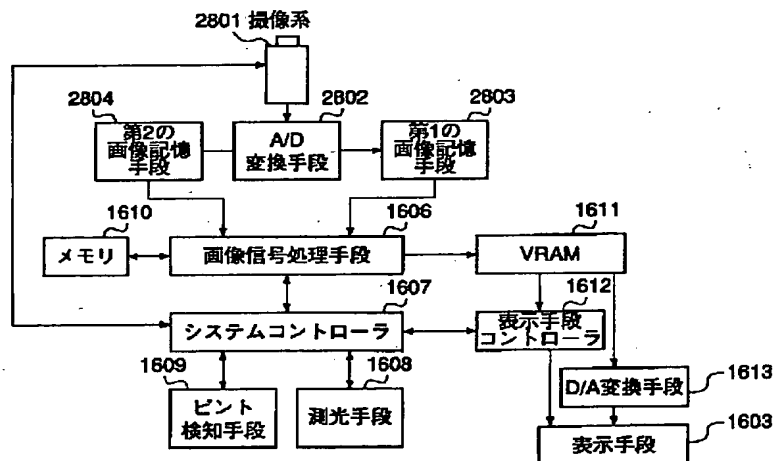 2801 撮像系
2804
2802
2803
第2の
画像記憶
手段
A/D
変換手段
第1の
画像記憶
手段
1610
1606
1611
メモリ
画像信号処理手段
VRAM
1607
1612
システムコントローラ
表示手段
コントローラ
1609
1608
1613
ピント
検知手段
測光手段
D/A変換手段
1603
表示手段